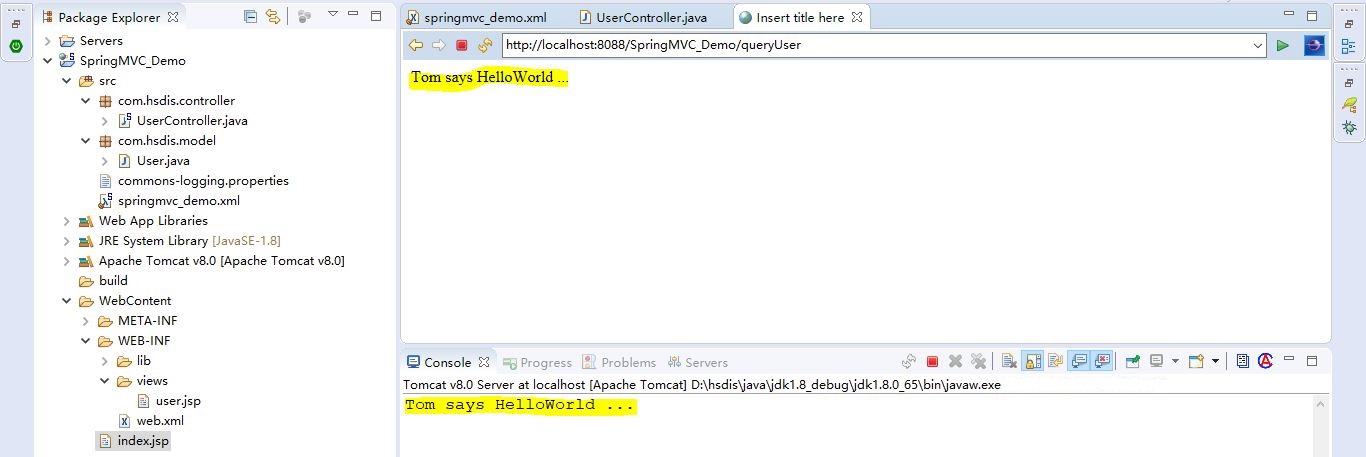 Package Explorer
Servers
SpringMVC_Demo
src
com.hsdis.controller
UserController.java
com.hsdis.model
User.java
commons-logging.properties
springmvc_demo.xml
Web App Libraries
JRE System Library [JavaSE-1.8]
Apache Tomcat v8.0 [Apache Tomcat v8.0]
build
WebContent
META-INF
WEB-INF
lib
views
user.jsp
web.xml
index.jsp
springmvc_demo.xml UserController.java Insert title here
http://localhost:8088/SpringMVC_Demo/queryUser
Tom says HelloWorld ...
Console Progress Problems Servers
Tomcat v8.0 Server at localhost [Apache Tomcat] D:\hsdis\java\jdk1.8_debug\jdk1.8.0_65\bin\javaw.exe
Tom says HelloWorld ...